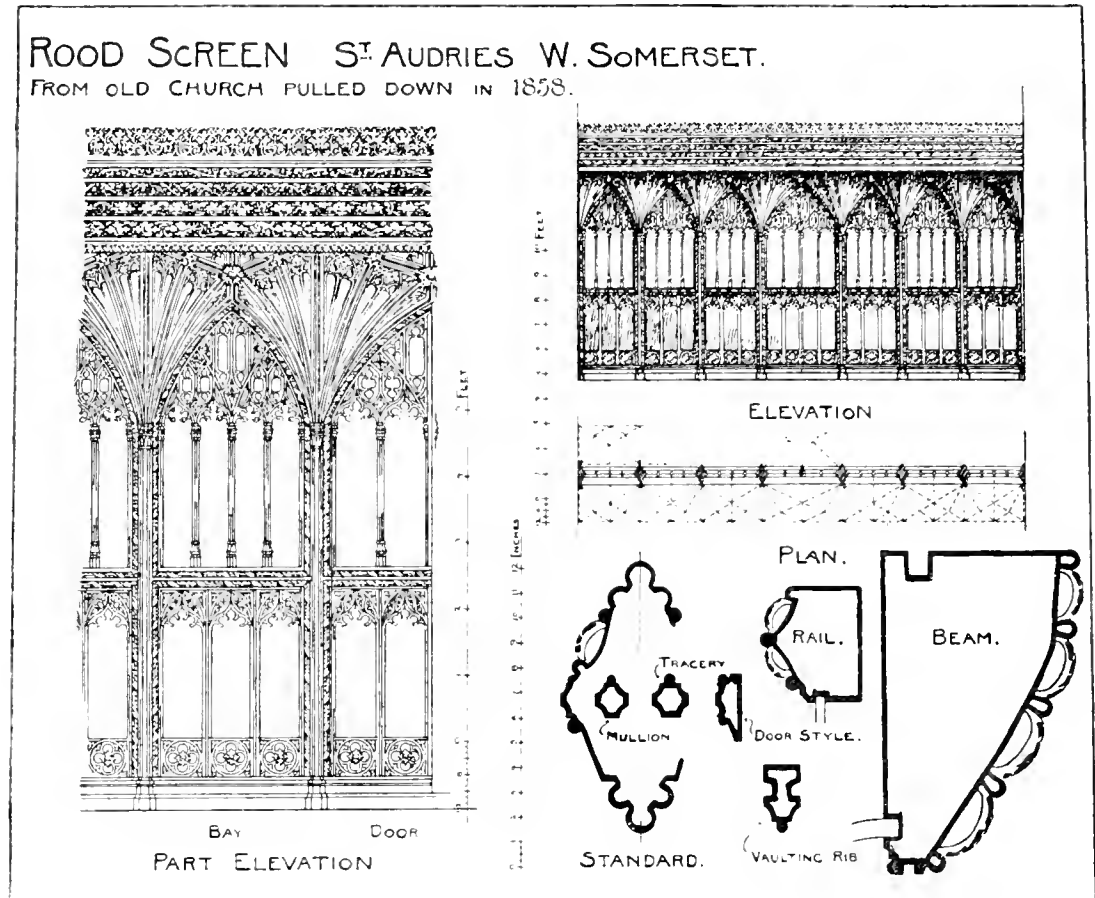 ROOD SCREEN ST. AUDRIES W. SOMERSET.
FROM OLD CHURCH PULLED DOWN IN 1858.
FEET
BAY
DOOR
PART ELEVATION
FEET
ELEVATION
PLAN.
12 INCHES
TRACERY
MULLION
DOOR STYLE.
RAIL.
BEAM.
STANDARD.
VAULTING RIB